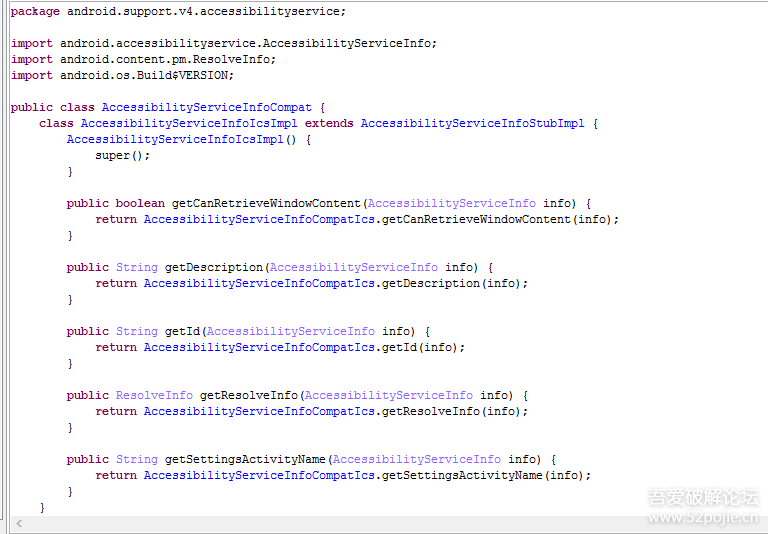 package android.support.v4.accessibilityservice;
import android.accessibilityservice.AccessibilityServiceInfo;
import android.content.pm.ResolveInfo;
import android.os.Build$VERSION;
public class AccessibilityServiceInfoCompat {
    class AccessibilityServiceInfoIcsImpl extends AccessibilityServiceInfoStubImpl {
        AccessibilityServiceInfoIcsImpl() {
            super();
        }
        public boolean getCanRetrieveWindowContent(AccessibilityServiceInfo info) {
            return AccessibilityServiceInfoCompatIcs.getCanRetrieveWindowContent(info);
        }
        public String getDescription(AccessibilityServiceInfo info) {
            return AccessibilityServiceInfoCompatIcs.getDescription(info);
        }
        public String getId(AccessibilityServiceInfo info) {
            return AccessibilityServiceInfoCompatIcs.getId(info);
        }
        public ResolveInfo getResolveInfo(AccessibilityServiceInfo info) {
            return AccessibilityServiceInfoCompatIcs.getResolveInfo(info);
        }
        public String getSettingsActivityName(AccessibilityServiceInfo info) {
            return AccessibilityServiceInfoCompatIcs.getSettingsActivityName(info);
        }
    }
吾爱破解论坛
www.52pojie.cn